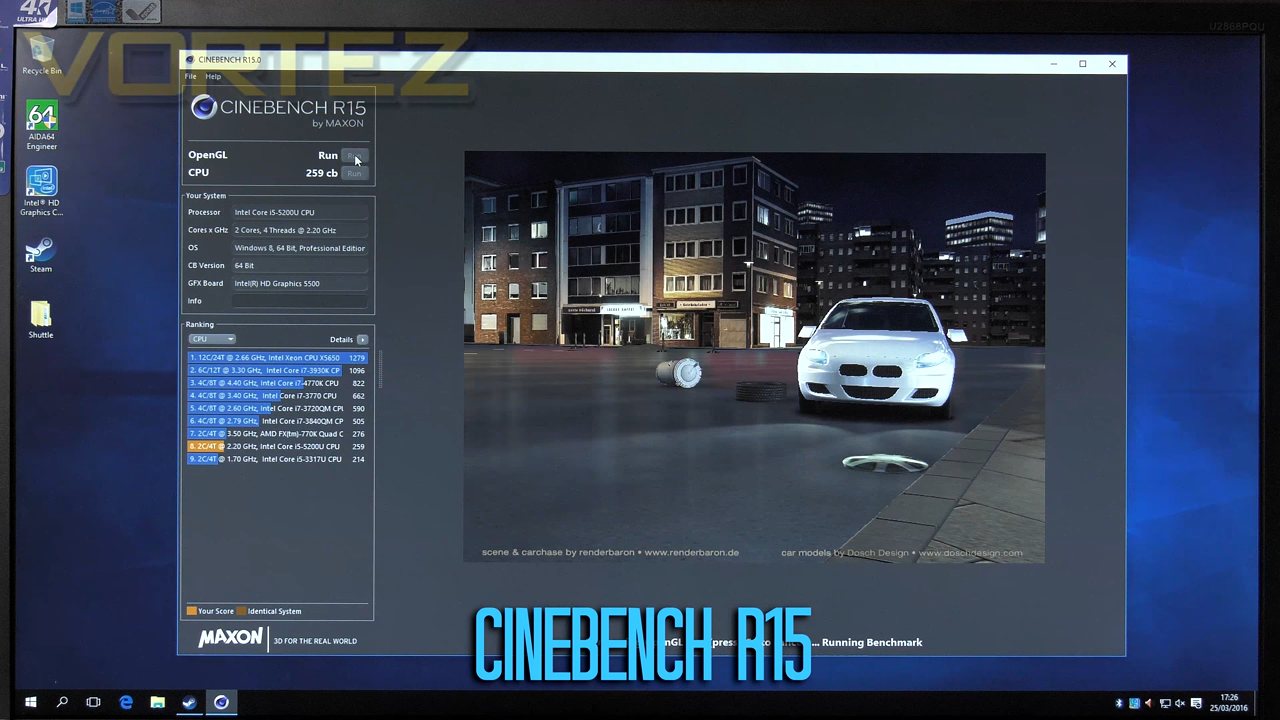 4K
ULTRA HD
U2868PQU
VORTEZ
Recycle Bin
AIDA64
Engineer
Intel® HD
Graphics C...
Steam
Shuttle
CINEBENCH R15.0
File Help
CINEBENCH R15
by MAXON
OpenGL Run
CPU 259 cb Run
Your System
Processor Intel Core i5-5200U CPU
Cores x GHz 2 Cores, 4 Threads @ 2.20 GHz
OS Windows 8, 64 Bit, Professional Edition
CB Version 64 Bit
GFX Board Intel(R) HD Graphics 5500
Info
Ranking
CPU Details
1. 12C/24T @ 2.66 GHz, Intel Xeon CPU X5650 1279
2. 6C/12T @ 3.30 GHz, Intel Core i7-3930K CP 1096
3. 4C/8T @ 4.40 GHz, Intel Core i7-4770K CPU 822
4. 4C/8T @ 3.40 GHz, Intel Core i7-3770 CPU 662
5. 4C/8T @ 2.60 GHz, Intel Core i7-3720QM CPI 590
6. 4C/8T @ 2.79 GHz, Intel Core i7-3840QM CPI 505
7. 2C/4T @ 3.50 GHz, AMD FX(tm)-770K Quad C 276
8. 2C/4T @ 2.20 GHz, Intel Core i5-5200U CPU 259
9. 2C/4T @ 1.70 GHz, Intel Core i5-3317U CPU 214
scene & carchase by renderbaron • www.renderbaron.de
car models by Dosch Design • www.doschdesign.com
Your Score Identical System
MAXON 3D FOR THE REAL WORLD
... Running Benchmark
CINEBENCH R15
17:26
25/03/2016